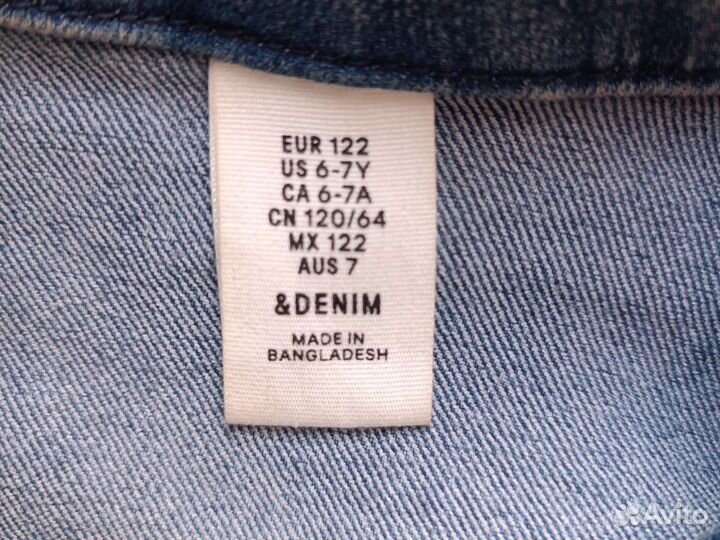 EUR 122
US 6-7Y
CA 6-7A
CN 120/64
MX 122
AUS 7
&DENIM
MADE IN
BANGLADESH
Avito